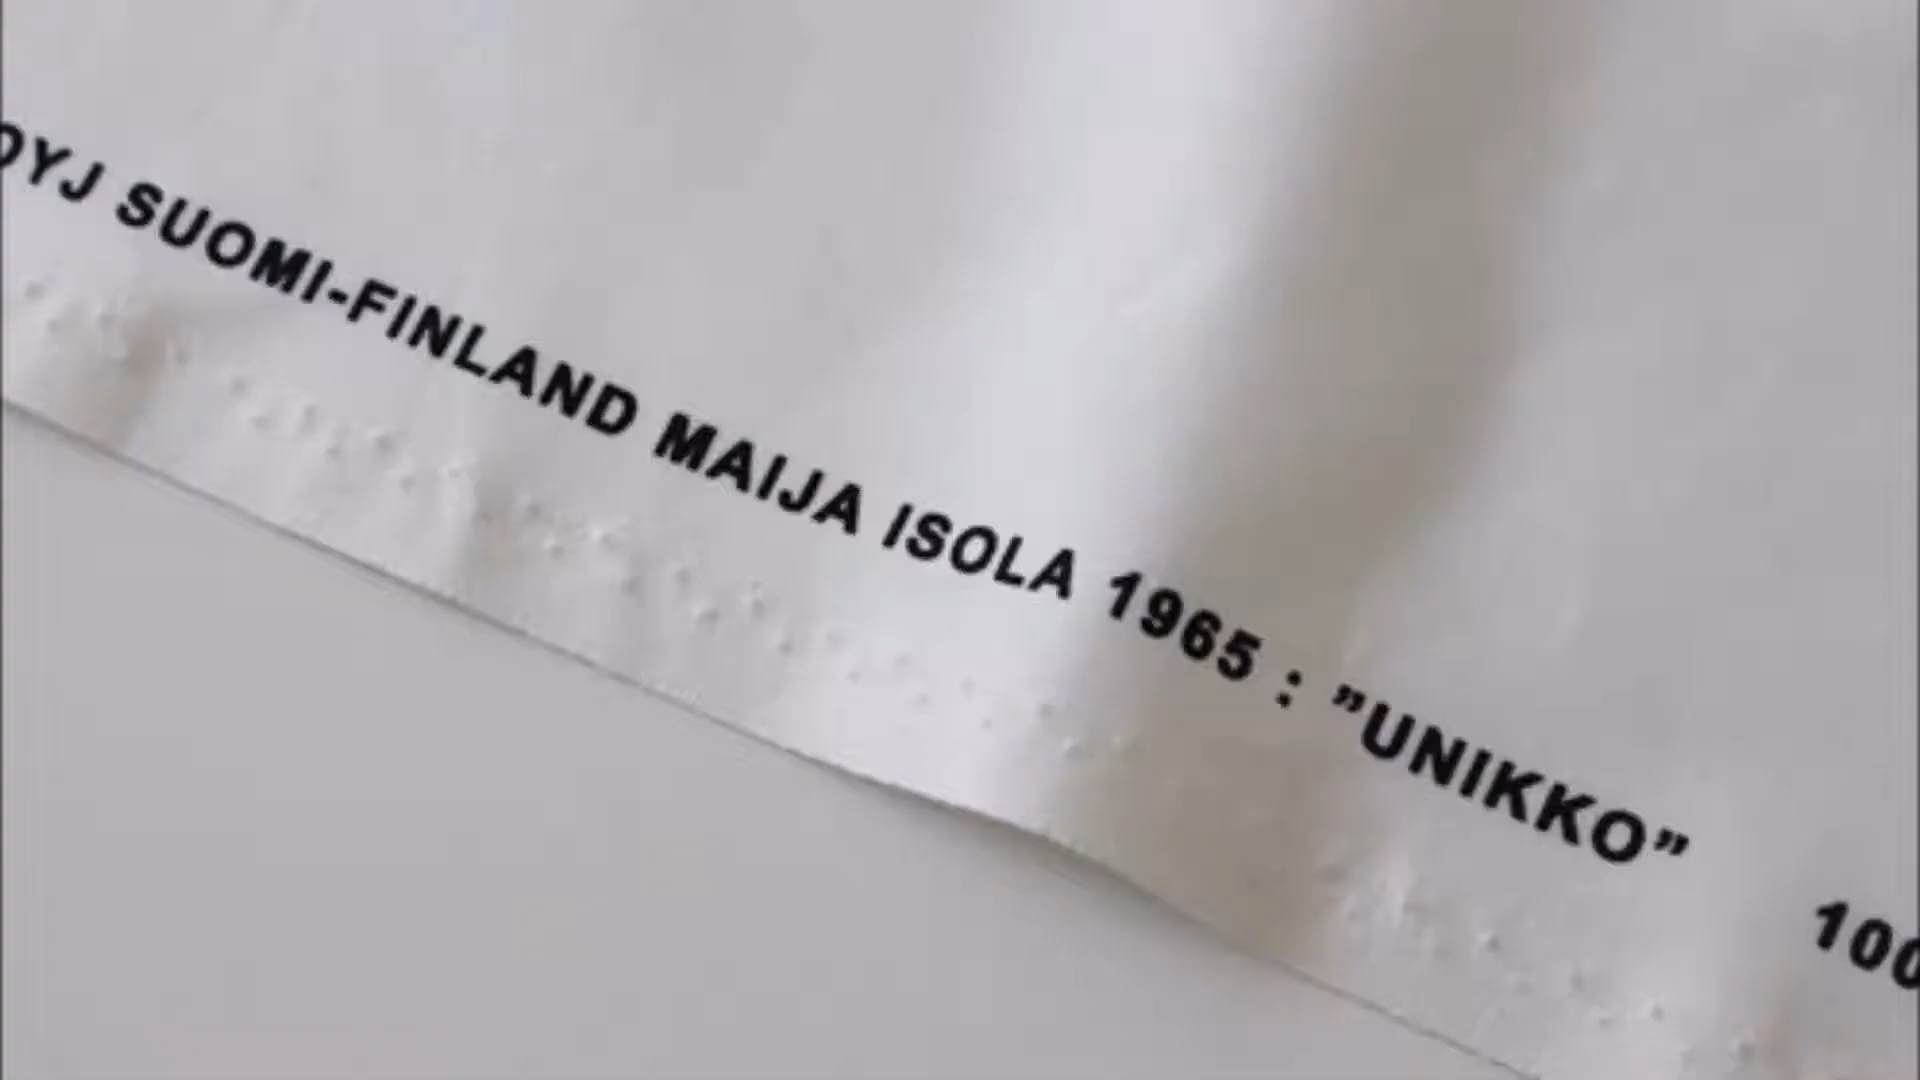 OYJ SUOMI-FINLAND MAIJA ISOLA 1965 : ”UNIKKO” 100